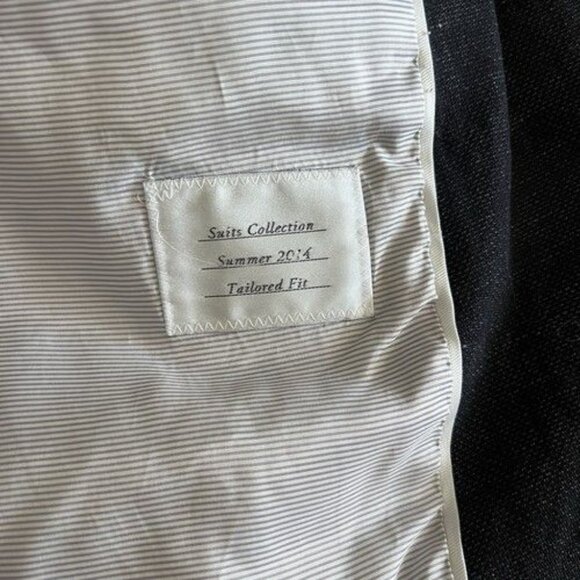 Suits Collection
Summer 2014
Tailored Fit